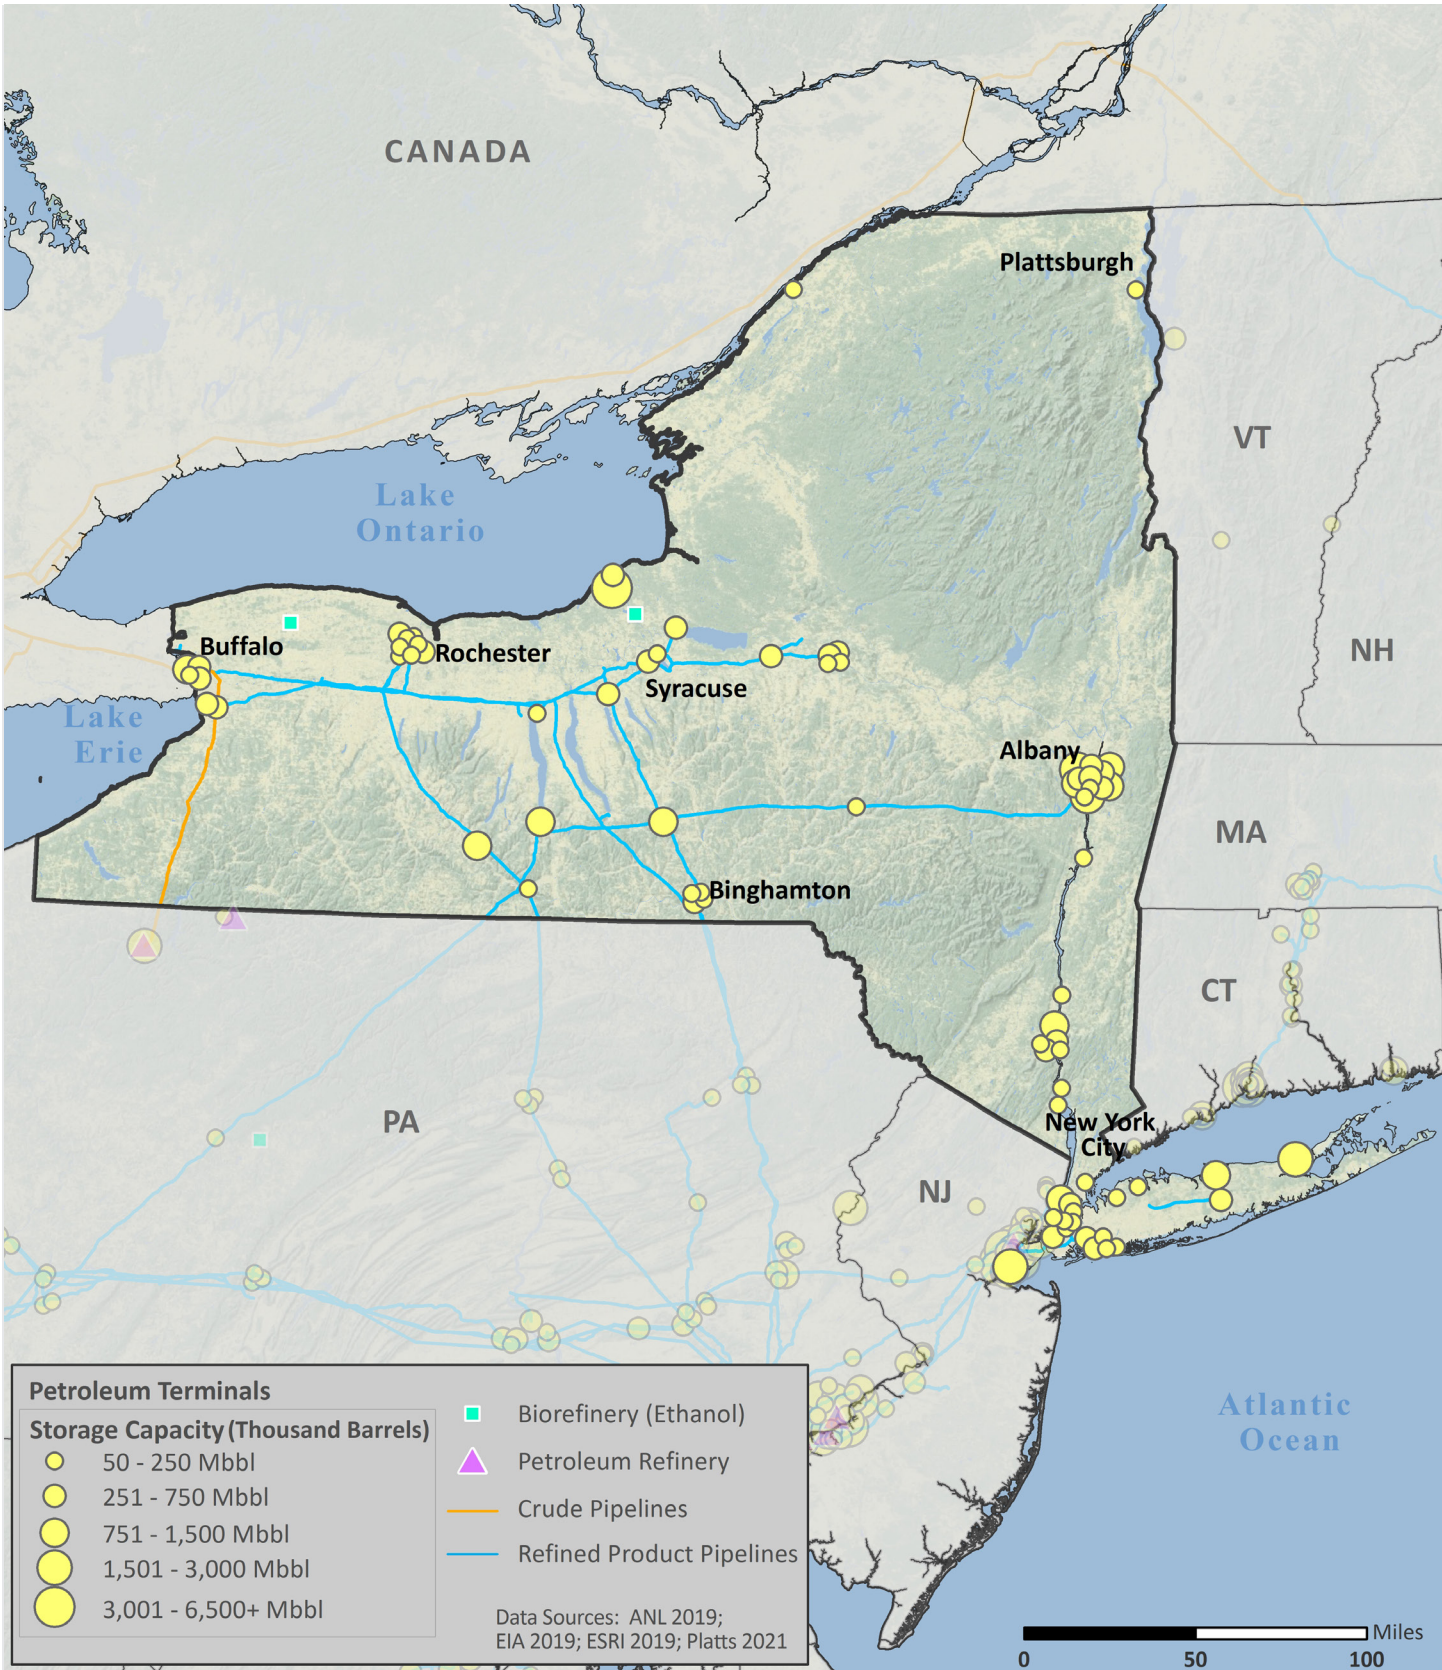 CANADA
Plattsburgh
VT
Lake
Ontario
NH
Buffalo
Rochester
Syracuse
Lake
Erie
Albany
MA
Binghamton
CT
PA
New York
City
NJ
Atlantic
Ocean
Petroleum Terminals
Storage Capacity (Thousand Barrels)
50 - 250 Mbbl
251 - 750 Mbbl
751 - 1,500 Mbbl
1,501 - 3,000 Mbbl
3,001 - 6,500+ Mbbl
Biorefinery (Ethanol)
Petroleum Refinery
Crude Pipelines
Refined Product Pipelines
Data Sources: ANL 2019;
EIA 2019; ESRI 2019; Platts 2021
Miles
0 50 100